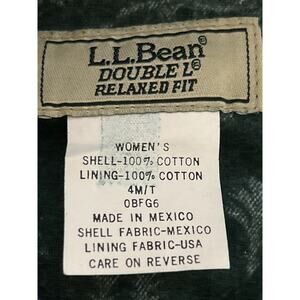 L.L.Bean®
DOUBLE L®
RELAXED FIT
WOMEN'S
SHELL-100% COTTON
LINING-100% COTTON
4M/T
0BFG6
MADE IN MEXICO
SHELL FABRIC-MEXICO
LINING FABRIC-USA
CARE ON REVERSE